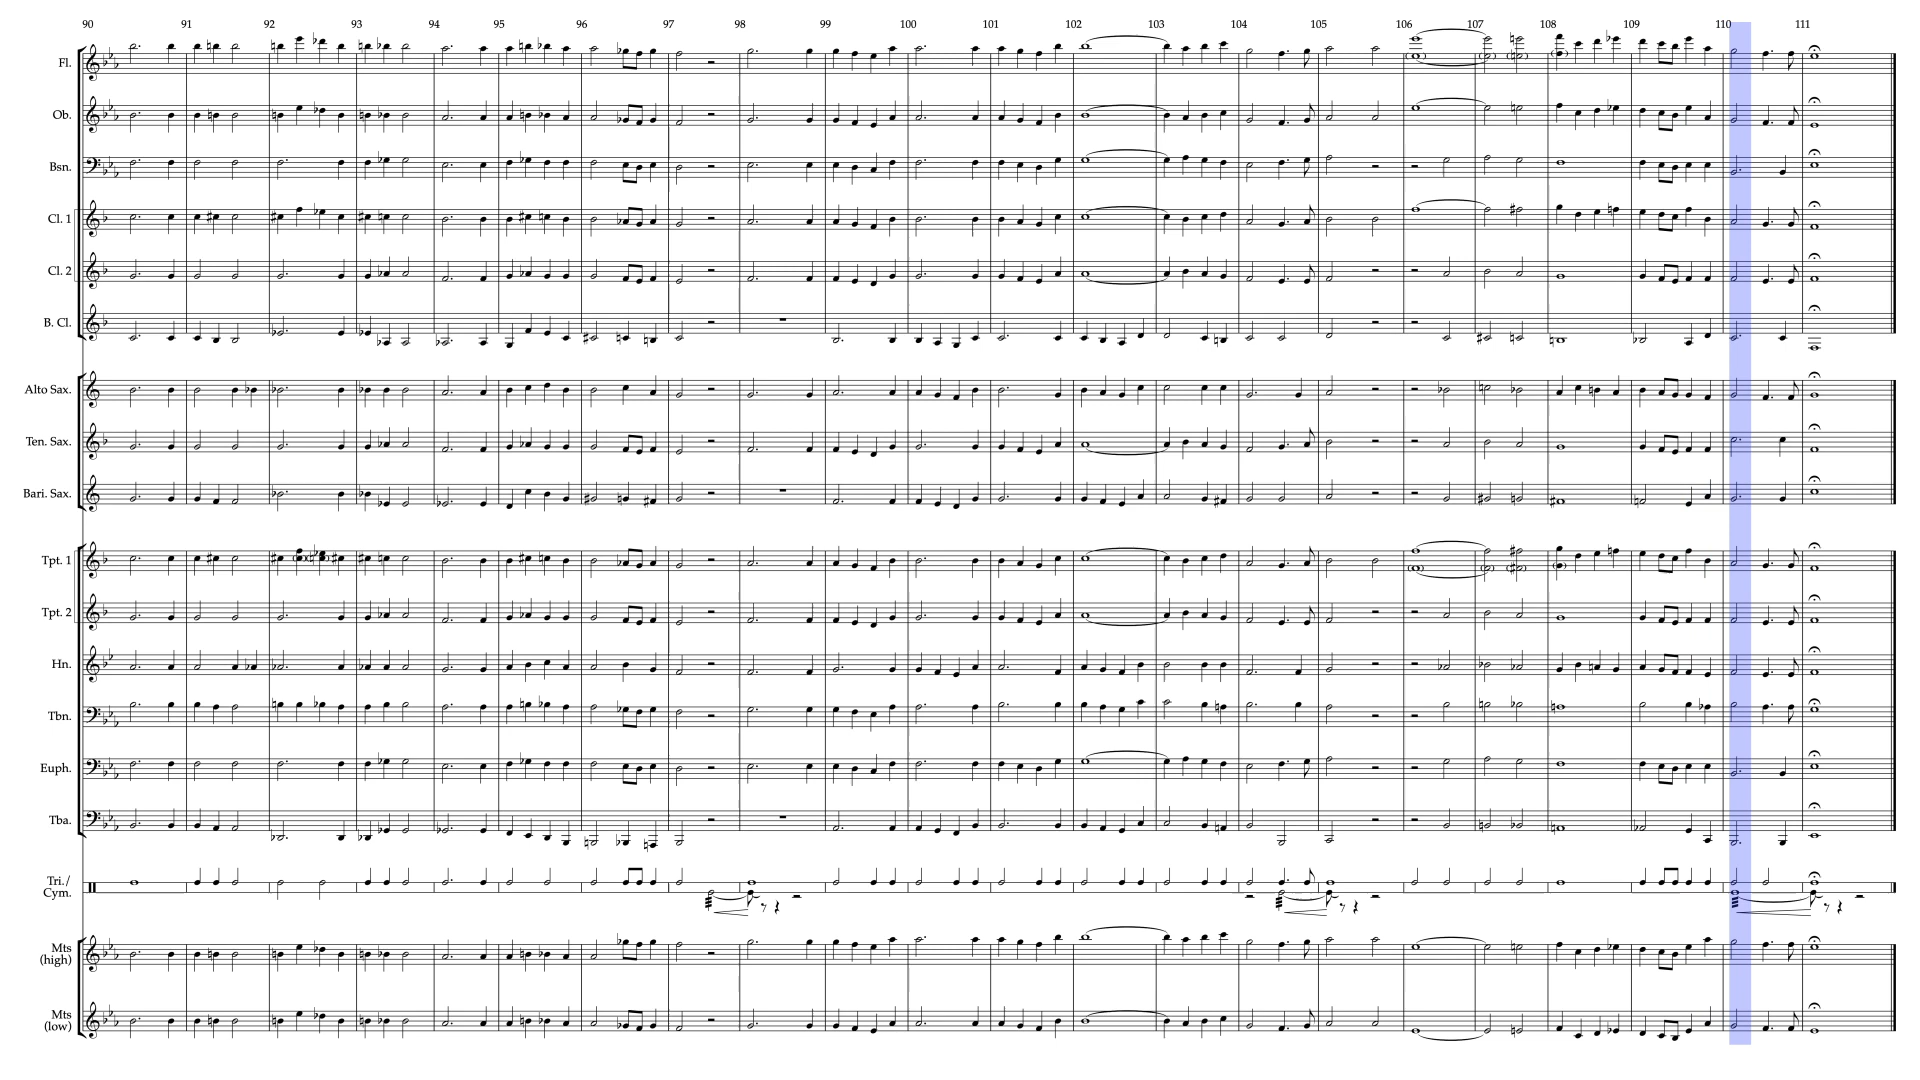 90 91 92 93 94 95 96 97 98 99 100 101 102 103 104 105 106 107 108 109 110 111
Fl.
Ob.
Bsn.
Cl. 1
Cl. 2
B. Cl.
Alto Sax.
Ten. Sax.
Bari. Sax.
Tpt. 1
Tpt. 2
Hn.
Tbn.
Euph.
Tba.
Tri./
Cym.
Mts
(high)
Mts
(low)